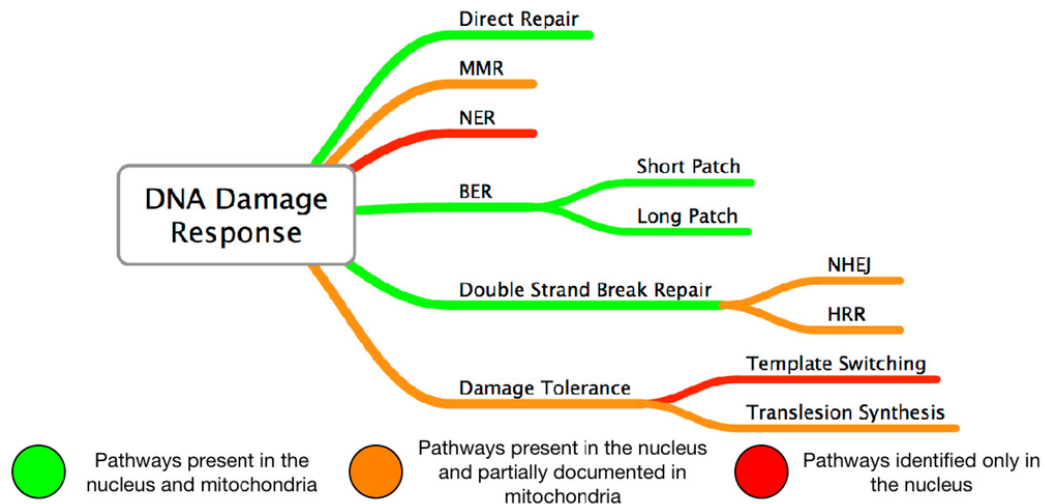 Direct Repair
MMR
NER
DNA Damage
Response
BER
Short Patch
Long Patch
Double Strand Break Repair
NHEJ
HRR
Damage Tolerance
Template Switching
Translesion Synthesis
Pathways present in the
nucleus and mitochondria
Pathways present in the nucleus
and partially documented in
mitochondria
Pathways identified only in
the nucleus